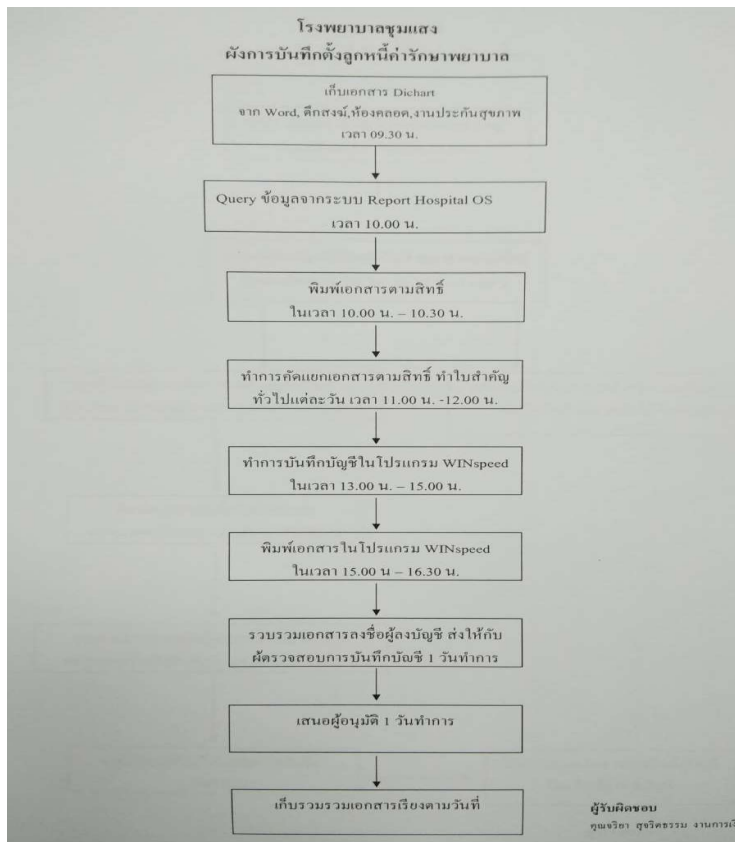 โรงพยาบาลชุมแสง
ผังการบันทึกตั้งลูกหนี้ค่ารักษาพยาบาล
เก็บเอกสาร Dichart
จาก Word, ตึกสงฆ์,ห้องคลอด,งานประกันสุขภาพ
เวลา 09.30 น.
Query ข้อมูลจากระบบ Report Hospital OS
เวลา 10.00 น.
พิมพ์เอกสารตามสิทธิ์
ในเวลา 10.00 น. – 10.30 น.
ทำการคัดแยกเอกสารตามสิทธิ์ ทำใบสำคัญ
ทั่วไปแต่ละวัน เวลา 11.00 น. -12.00 น.
ทำการบันทึกบัญชีในโปรแกรม WINspeed
ในเวลา 13.00 น. – 15.00 น.
พิมพ์เอกสารในโปรแกรม WINspeed
ในเวลา 15.00 น – 16.30 น.
รวบรวมเอกสารลงชื่อผู้ลงบัญชี ส่งให้กับ
ผู้ตรวจสอบการบันทึกบัญชี 1 วันทำการ
เสนอผู้อนุมัติ 1 วันทำการ
เก็บรวมรวมเอกสารเรียงตามวันที่
ผู้รับผิดชอบ
คุณจริยา สุจริตธรรม งานการเ